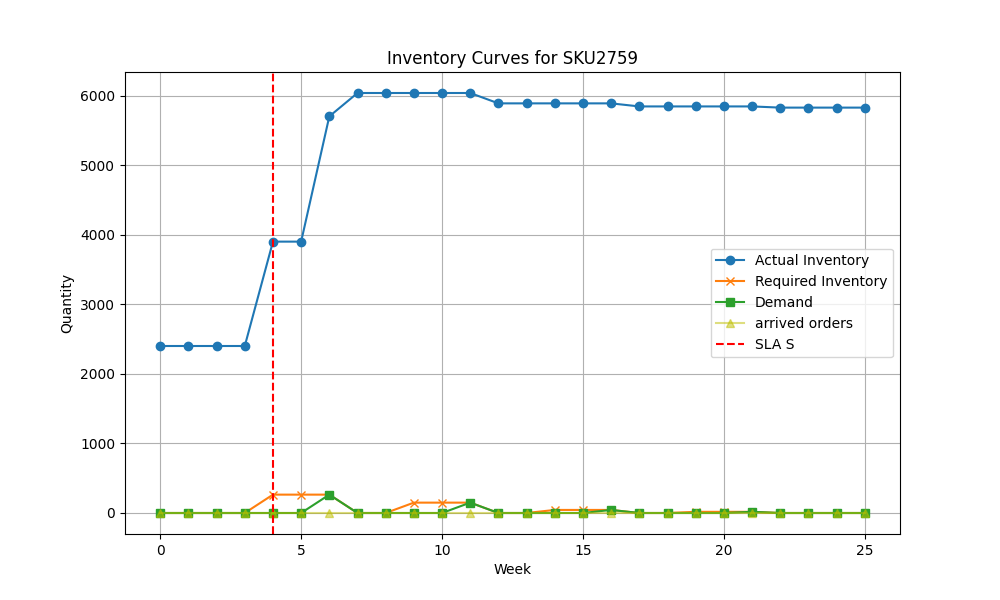 Inventory Curves for SKU2759
6000
5000
4000
3000
2000
1000
0
Quantity
Actual Inventory
Required Inventory
Demand
arrived orders
SLA S
0 5 10 15 20 25
Week